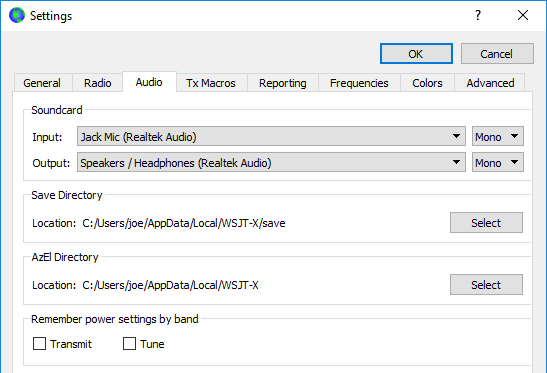 Settings
?
OK Cancel
General Radio Audio Tx Macros Reporting Frequencies Colors Advanced
Soundcard
Input: Jack Mic (Realtek Audio) Mono
Output: Speakers / Headphones (Realtek Audio) Mono
Save Directory
Location: C:/Users/joe/AppData/Local/WSJT-X/save Select
AzEl Directory
Location: C:/Users/joe/AppData/Local/WSJT-X Select
Remember power settings by band
Transmit Tune